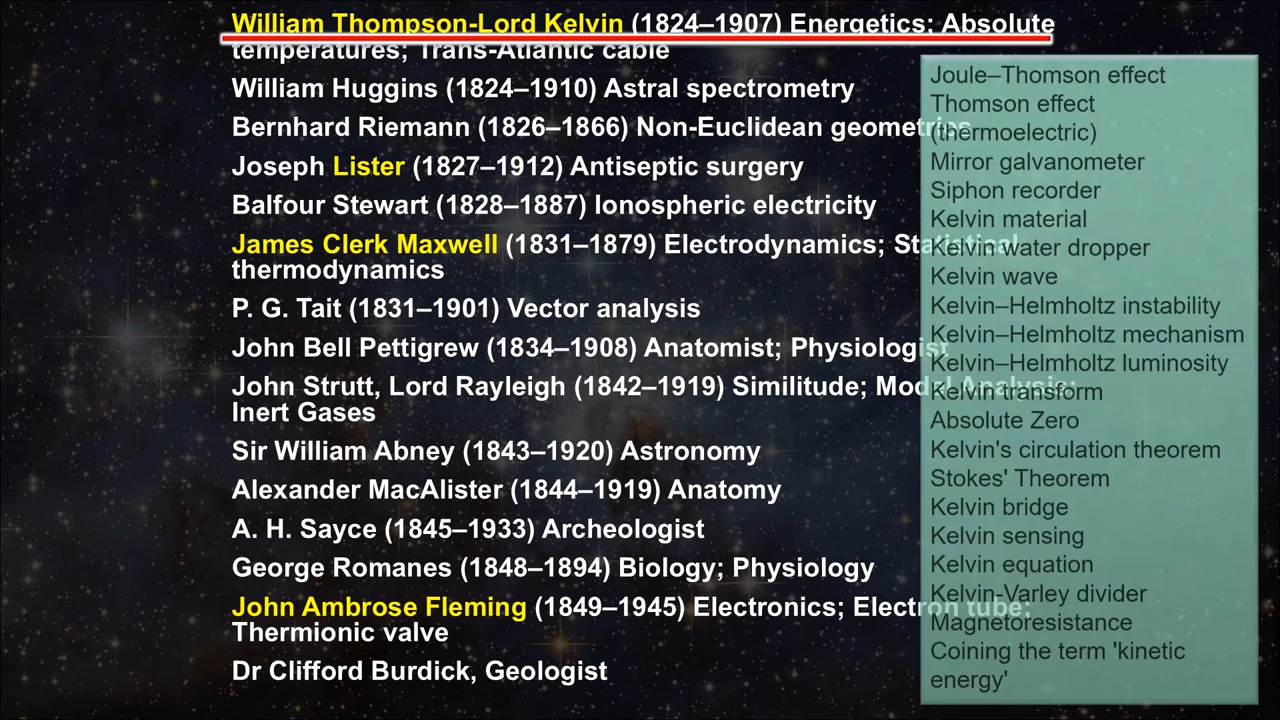 William Thompson-Lord Kelvin (1824–1907) Energetics; Absolute
temperatures; Trans-Atlantic cable
William Huggins (1824–1910) Astral spectrometry
Bernhard Riemann (1826–1866) Non-Euclidean geometries
Joseph Lister (1827–1912) Antiseptic surgery
Balfour Stewart (1828–1887) Ionospheric electricity
James Clerk Maxwell (1831–1879) Electrodynamics; Statistical
thermodynamics
P. G. Tait (1831–1901) Vector analysis
John Bell Pettigrew (1834–1908) Anatomist; Physiologist
John Strutt, Lord Rayleigh (1842–1919) Similitude; Model Analysis;
Inert Gases
Sir William Abney (1843–1920) Astronomy
Alexander MacAlister (1844–1919) Anatomy
A. H. Sayce (1845–1933) Archeologist
George Romanes (1848–1894) Biology; Physiology
John Ambrose Fleming (1849–1945) Electronics; Electron tube;
Thermionic valve
Dr Clifford Burdick, Geologist
Joule–Thomson effect
Thomson effect
(thermoelectric)
Mirror galvanometer
Siphon recorder
Kelvin material
Kelvin water dropper
Kelvin wave
Kelvin–Helmholtz instability
Kelvin–Helmholtz mechanism
Kelvin–Helmholtz luminosity
Kelvin transform
Absolute Zero
Kelvin's circulation theorem
Stokes' Theorem
Kelvin bridge
Kelvin sensing
Kelvin equation
Kelvin-Varley divider
Magnetoresistance
Coining the term 'kinetic
energy'